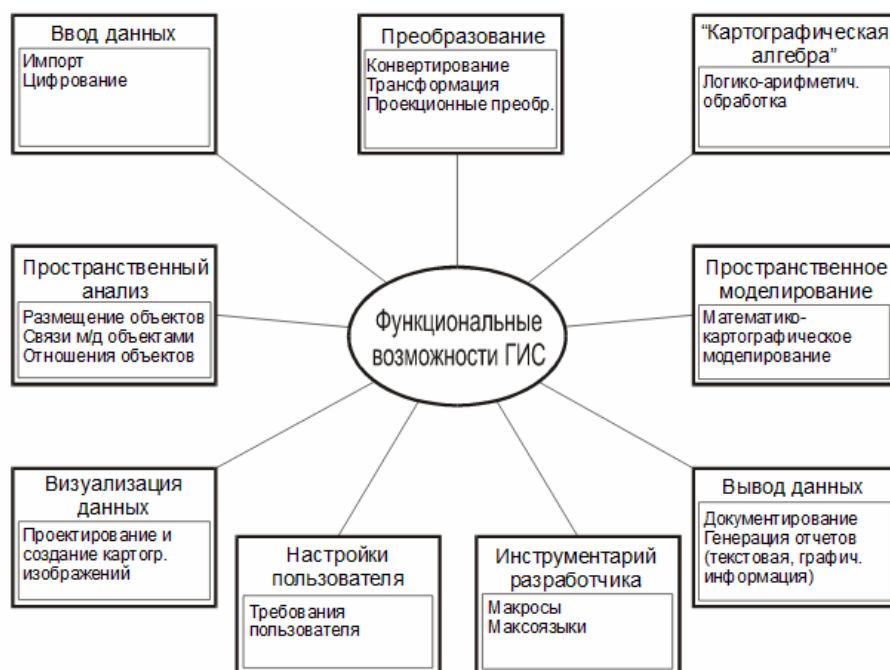 Ввод данных
Импорт
Цифрование
Преобразование
Конвертирование
Трансформация
Проекционные преобр.
“Картографическая
алгебра”
Логико-арифметич.
обработка
Пространственный
анализ
Размещение объектов
Связи м/д объектами
Отношения объектов
Функциональные
возможности ГИС
Пространственное
моделирование
Математико-
картографическое
моделирование
Визуализация
данных
Проектирование и
создание картогр.
изображений
Настройки
пользователя
Требования
пользователя
Инструментарий
разработчика
Макросы
Максоязыки
Вывод данных
Документирование
Генерация отчетов
(текстовая, графич.
информация)